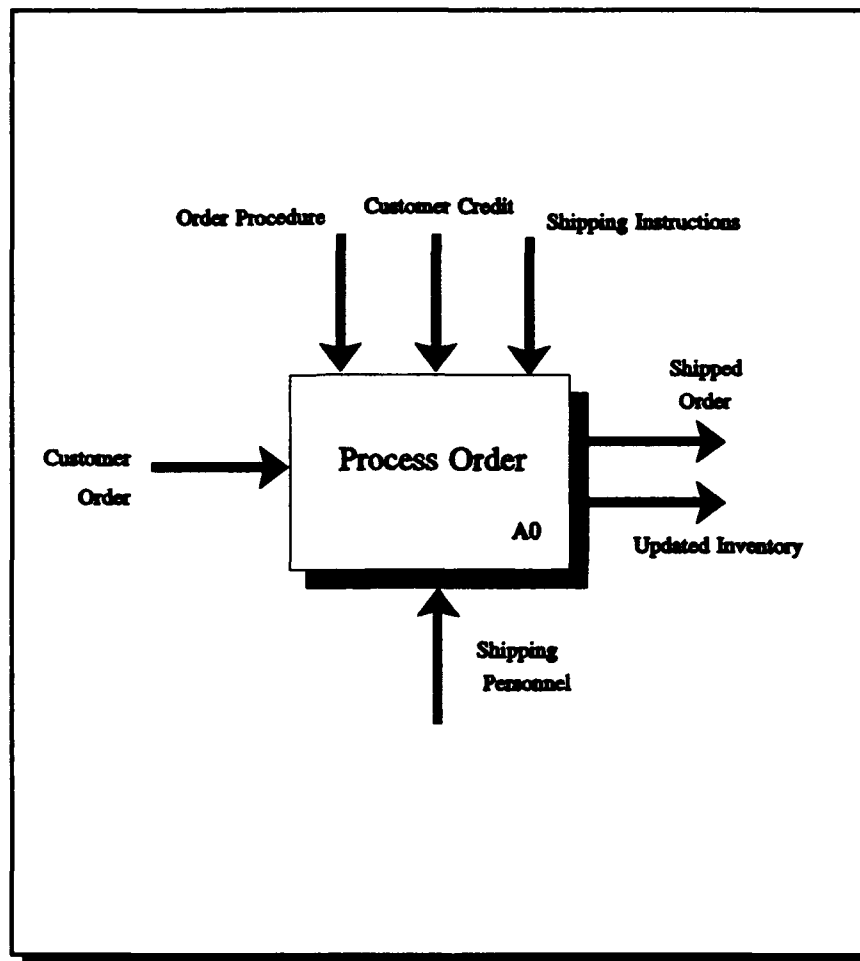 Order Procedure
Customer Credit
Shipping Instructions
Shipped
Order
Customer
Order
Process Order
A0
Updated Inventory
Shipping
Personnel